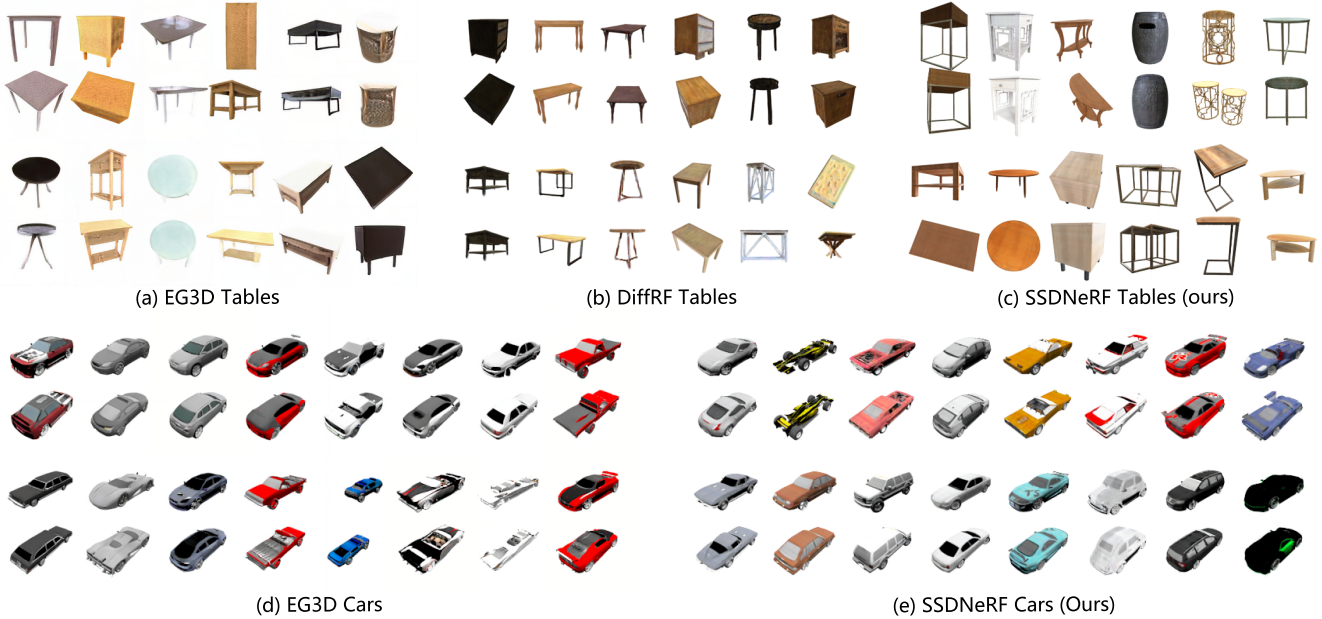 (a) EG3D Tables
(b) DiffRF Tables
(c) SSDNeRF Tables (ours)
(d) EG3D Cars
(e) SSDNeRF Cars (Ours)